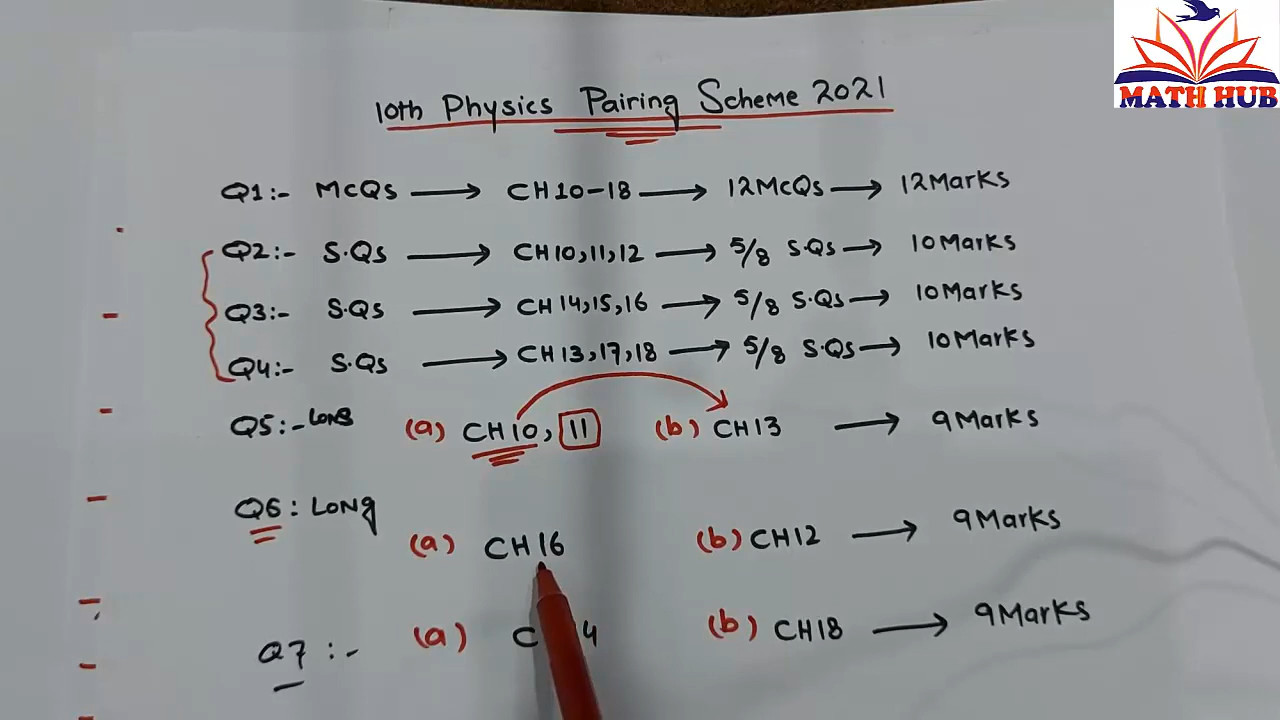 MATH HUB
10th Physics Pairing Scheme 2021
Q1:- McQs → CH10-18 → 12McQs → 12Marks
Q2:- S.Qs → CH10,11,12 → 5/8 S.Qs → 10Marks
Q3:- S.Qs → CH14,15,16 → 5/8 S.Qs → 10Marks
Q4:- S.Qs → CH13,17,18 → 5/8 S.Qs → 10Marks
Q5:- Long (a) CH10, 11 (b) CH13 → 9Marks
Q6: LONg
(a) CH16 (b) CH12 → 9Marks
Q7:- (a) (b) CH18 → 9Marks